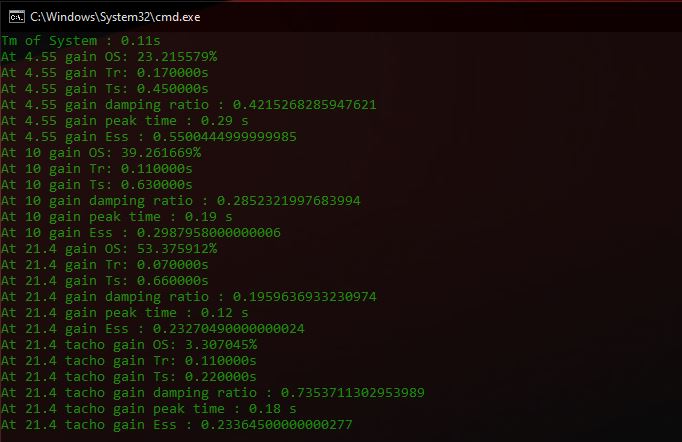 C:\Windows\System32\cmd.exe
Tm of System : 0.11s
At 4.55 gain OS: 23.215579%
At 4.55 gain Tr: 0.170000s
At 4.55 gain Ts: 0.450000s
At 4.55 gain damping ratio : 0.4215268285947621
At 4.55 gain peak time : 0.29 s
At 4.55 gain Ess : 0.5500444999999985
At 10 gain OS: 39.261669%
At 10 gain Tr: 0.110000s
At 10 gain Ts: 0.630000s
At 10 gain damping ratio : 0.2852321997683994
At 10 gain peak time : 0.19 s
At 10 gain Ess : 0.2987958000000006
At 21.4 gain OS: 53.375912%
At 21.4 gain Tr: 0.070000s
At 21.4 gain Ts: 0.660000s
At 21.4 gain damping ratio : 0.1959636933230974
At 21.4 gain peak time : 0.12 s
At 21.4 gain Ess : 0.23270490000000024
At 21.4 tacho gain OS: 3.307045%
At 21.4 tacho gain Tr: 0.110000s
At 21.4 tacho gain Ts: 0.220000s
At 21.4 tacho gain damping ratio : 0.7353711302953989
At 21.4 tacho gain peak time : 0.18 s
At 21.4 tacho gain Ess : 0.23364500000000277